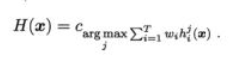 H(x) = c_{arg max_j ∑_{i=1}^{T} w_i h_i^j(x)} .